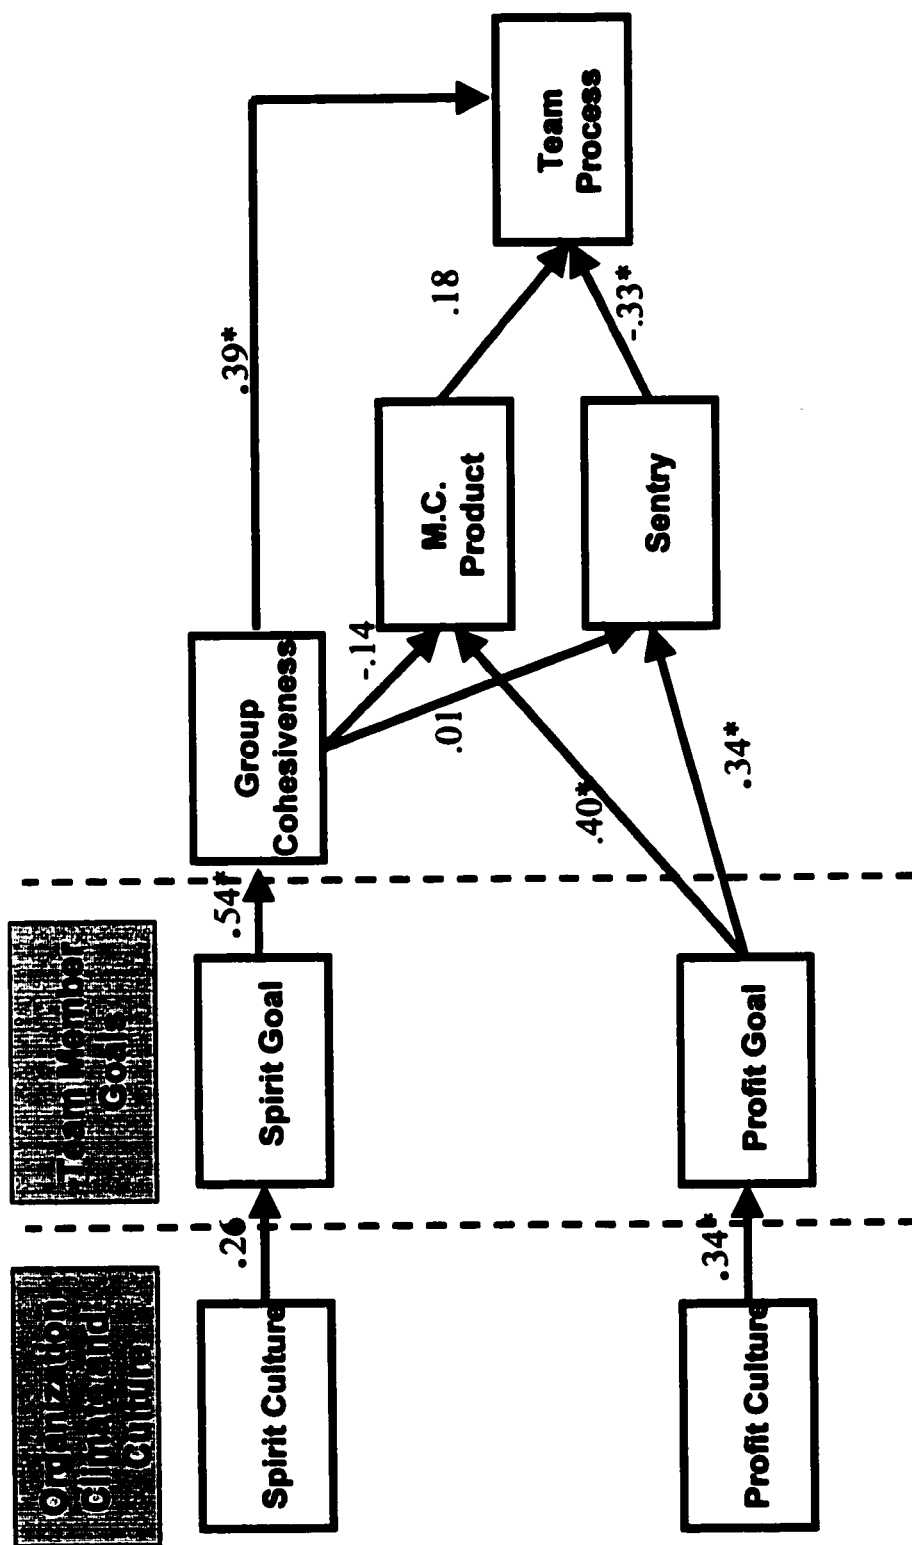 Organization
Climate and
Culture
Team Member
Goals
Spirit Culture
.26
Spirit Goal
.54*
Group
Cohesiveness
.39*
-.14
.01
M.C.
Product
.18
Team
Process
Sentry
-.33*
Profit Culture
.34*
Profit Goal
.40*
.34*